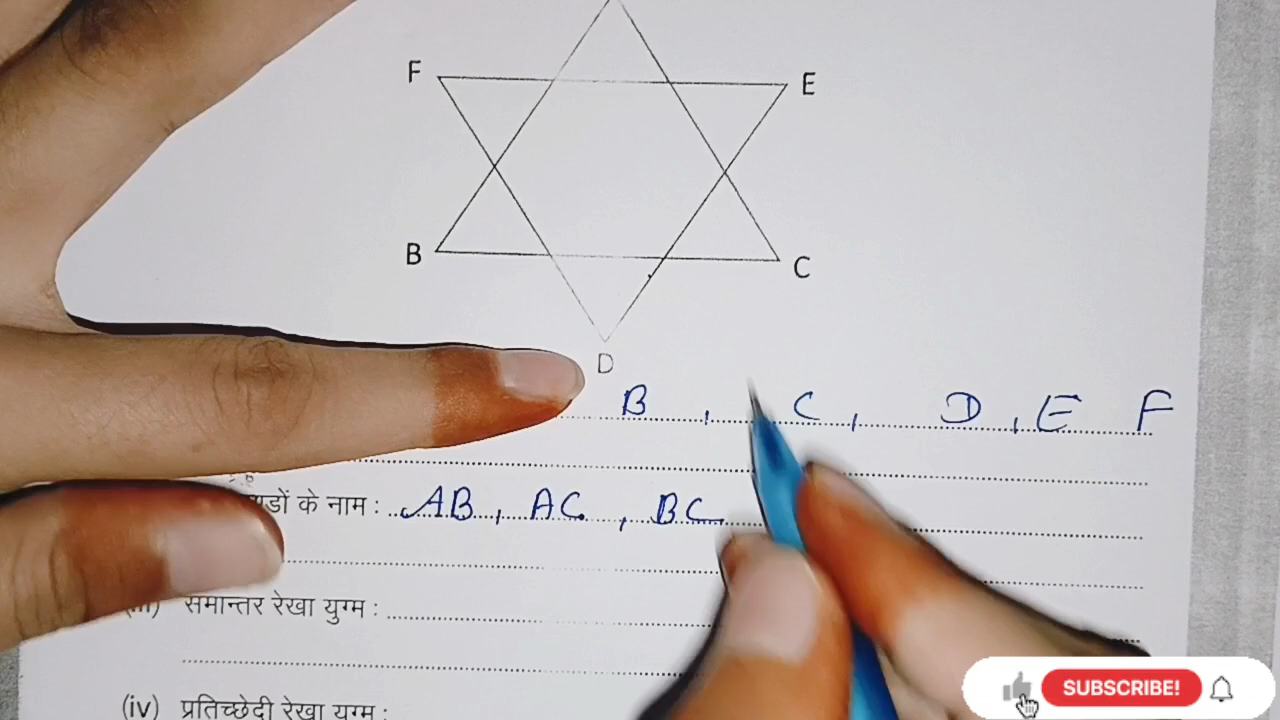 F
E
B
C
D
B , C , D , E F
के नाम : AB , AC , BC
समान्तर रेखा युग्म :
(iv) प्रतिच्छेदी रेखा युग्म :
SUBSCRIBE!